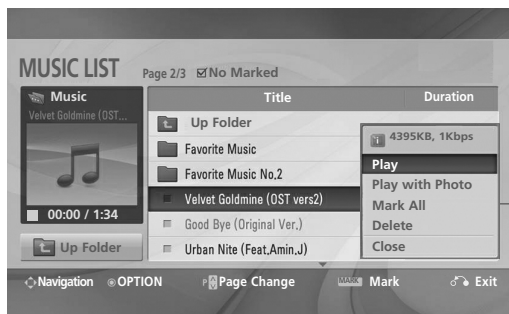 MUSIC LIST
Page 2/3 No Marked
Music
Velvet Goldmine (OST...
00:00 / 1:34
Up Folder
Title Duration
Up Folder
Favorite Music
Favorite Music No,2
Velvet Goldmine (OST vers2)
Good Bye (Original Ver,)
Urban Nite (Feat,Amin,J)
4395KB, 1Kbps
Play
Play with Photo
Mark All
Delete
Close
Navigation OPTION P Page Change MARK Mark Exit